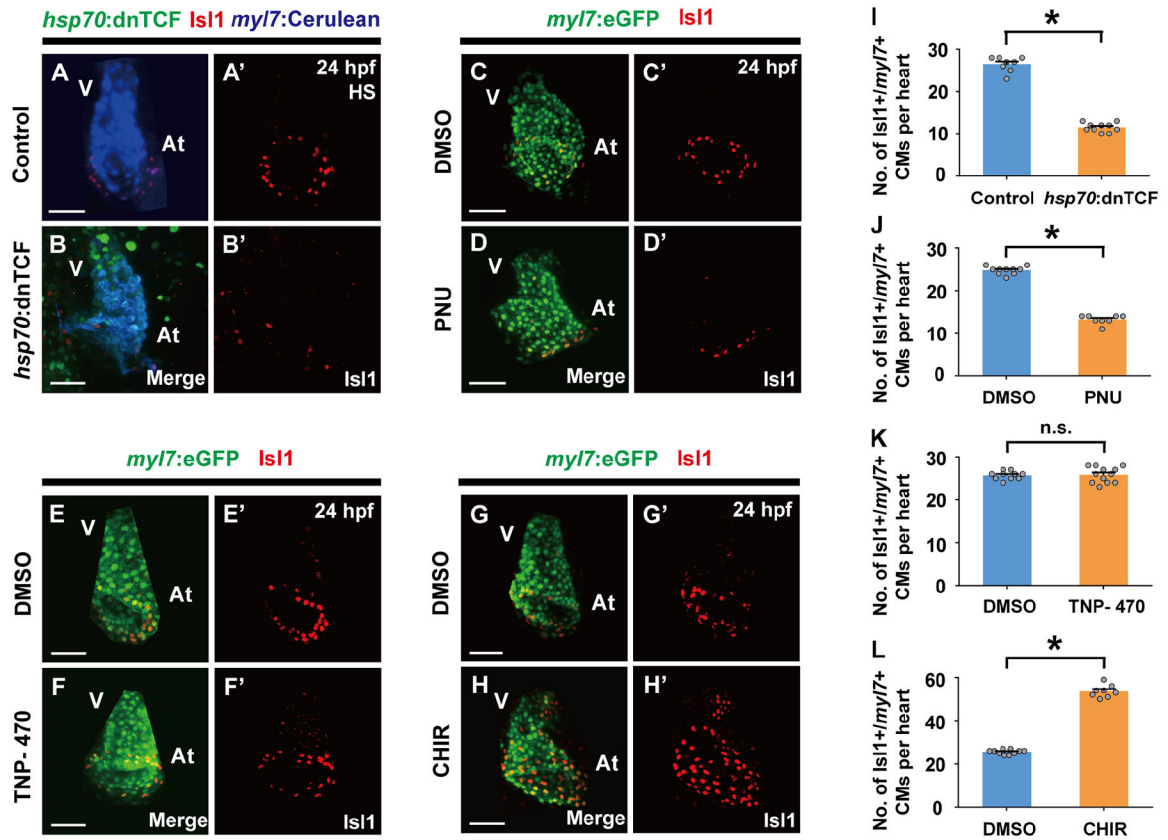 hsp70:dnTCF Isl1 myl7:Cerulean
A
V
At
A'
24 hpf
HS
Control
B
V
At
Merge
B'
Isl1
hsp70:dnTCF
myl7:eGFP Isl1
C
V
At
C'
24 hpf
DMSO
D
V
At
Merge
D'
Isl1
PNU
myl7:eGFP Isl1
E
V
At
E'
24 hpf
DMSO
F
V
At
Merge
F'
Isl1
TNP- 470
myl7:eGFP Isl1
G
V
At
G'
24 hpf
DMSO
H
V
At
Merge
H'
Isl1
CHIR
I
*
No. of Isl1+/myl7+
CMs per heart
30
20
10
0
Control hsp70:dnTCF
J
*
No. of Isl1+/myl7+
CMs per heart
30
20
10
0
DMSO PNU
K
n.s.
No. of Isl1+/myl7+
CMs per heart
30
20
10
0
DMSO TNP- 470
L
*
No. of Isl1+/myl7+
CMs per heart
60
40
20
0
DMSO CHIR